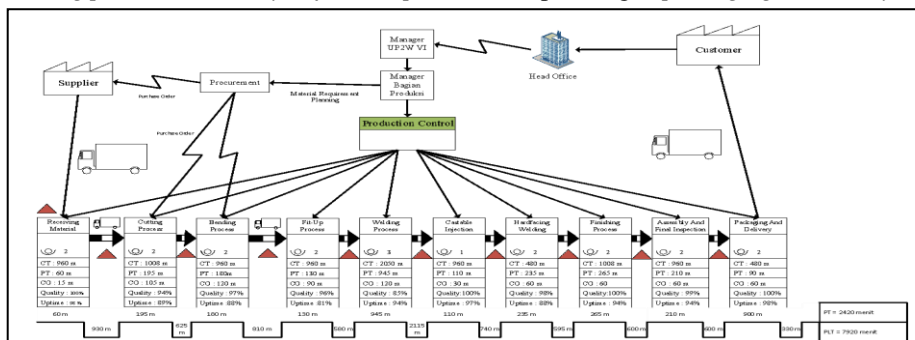 Manager
UP2W VI
Head Office
Customer
Supplier
Purchase Order
Procurement
Material Requirement
Planning
Manager
Bagian
Produksi
Purchase Order
Production Control
Receiving
Material
2
CT : 960 m
PT : 60 m
CO : 15 m
Quality : 100%
Cutting
Process
2
CT : 1008 m
PT : 195 m
CO : 105 m
Quality : 94%
Uptime : 89%
Bending
Process
2
CT : 960 m
PT : 180m
CO : 120 m
Quality : 97%
Uptime : 88%
Fit-Up
Process
2
CT : 960 m
PT : 130 m
CO : 90 m
Quality : 96%
Uptime : 81%
Welding
Process
3
CT : 2050 m
PT : 945 m
CO : 120 m
Quality : 85%
Uptime : 94%
Castable
Injection
1
CT : 960 m
PT : 110 m
CO : 30 m
Quality:100%
Uptime : 97%
Hardfacing
Welding
2
CT : 480 m
PT : 235 m
CO : 60 m
Quality : 98%
Uptime : 88%
Finishing
Process
2
CT : 1008 m
PT : 265 m
CO : 60
Quality : 100%
Uptime : 94%
Assembly And
Final Inspection
2
CT : 960 m
PT : 210 m
CO : 60
Quality : 99%
Uptime : 94%
Packaging And
Delivery
2
CT : 480 m
PT : 90 m
CO : 60
Quality : 100%
Uptime : 98%
60 m
195 m
180 m
130 m
945 m
110 m
235 m
265 m
210 m
900 m
930 m
625
m
810 m
580 m
2115
m
740 m
595 m
600 m
600 m
330 m
PT = 2420 menit
PLT = 7920 menit